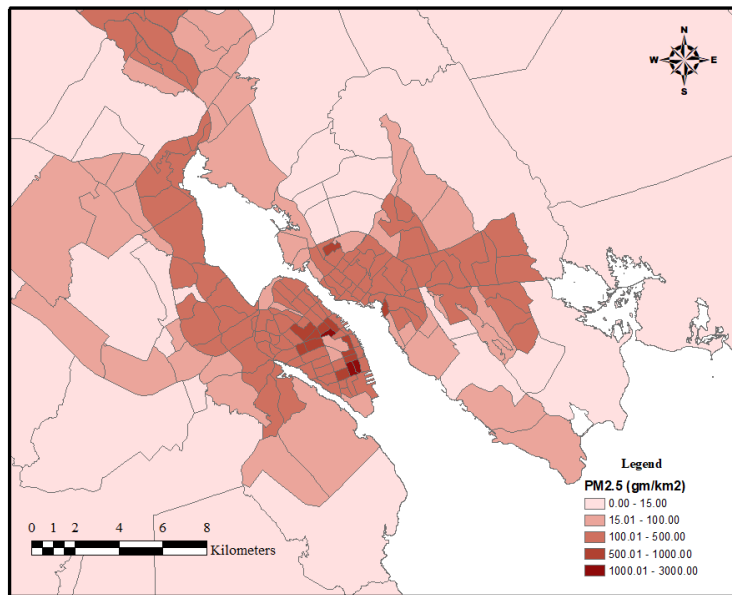 N
W E
S
Legend
PM2.5 (gm/km2)
0.00 - 15.00
15.01 - 100.00
100.01 - 500.00
500.01 - 1000.00
1000.01 - 3000.00
0 1 2 4 6 8
Kilometers